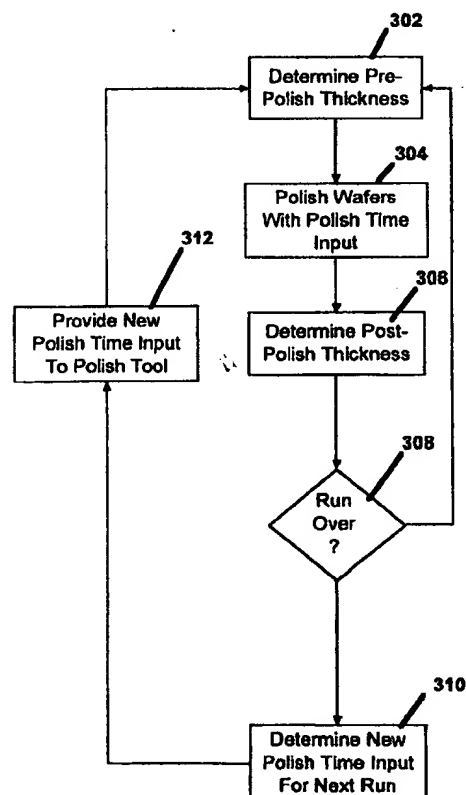 302
Determine Pre-
Polish Thickness
304
Polish Wafers
With Polish Time
Input
312
Provide New
Polish Time Input
To Polish Tool
308
Determine Post-
Polish Thickness
308
Run
Over
?
310
Determine New
Polish Time Input
For Next Run